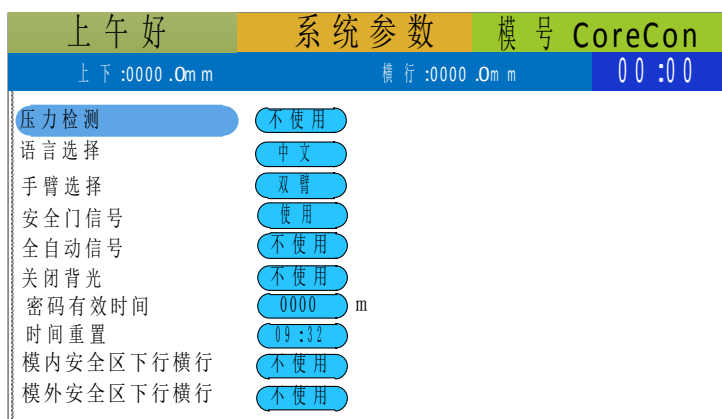 上午好 系统参数 模号 CoreCon
上下:0000.0mm 横行:0000.0mm 00:00
压力检测 不使用
语言选择 中文
手臂选择 双臂
安全门信号 使用
全自动信号 不使用
关闭背光 不使用
密码有效时间 0000 m
时间重置 09:32
模内安全区下行横行 不使用
模外安全区下行横行 不使用